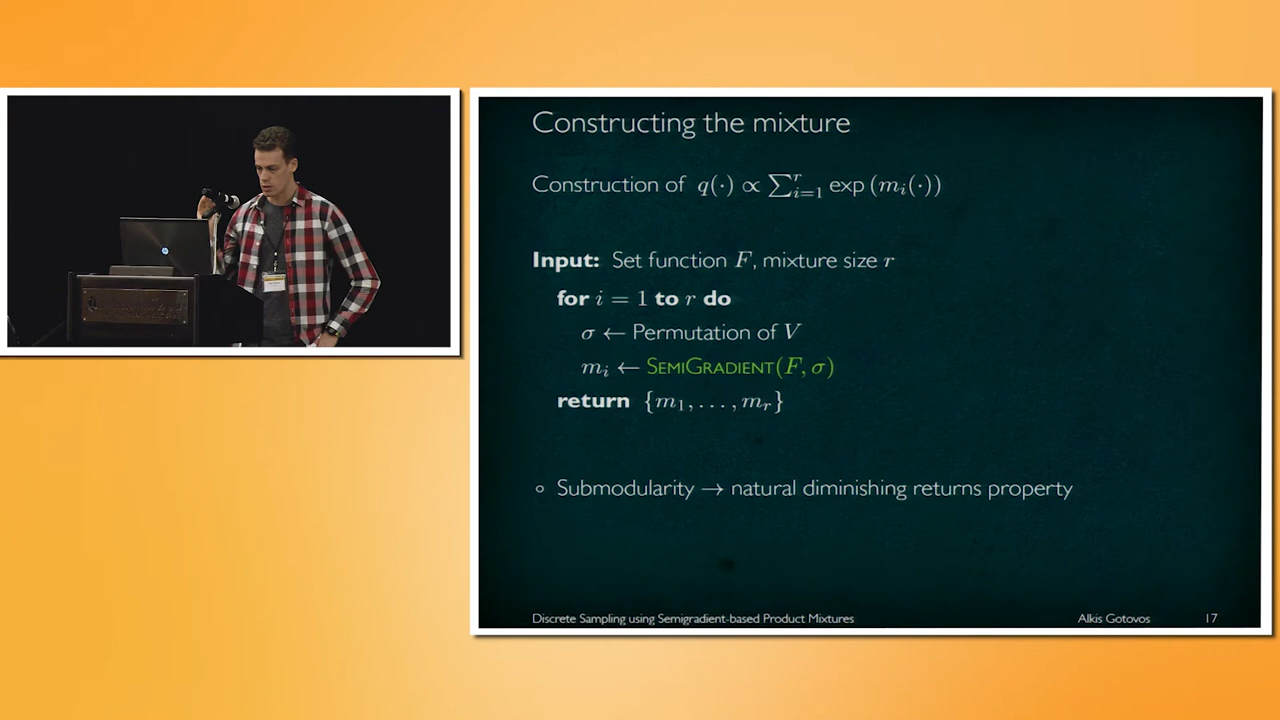 Constructing the mixture
Construction of q(·) ∝ ∑_{i=1}^{r} exp (m_i(·))
Input: Set function F, mixture size r
for i = 1 to r do
σ ← Permutation of V
m_i ← SEMIGRADIENT(F, σ)
return {m_1, . . . , m_r}
∘ Submodularity → natural diminishing returns property
Discrete Sampling using Semigradient-based Product Mixtures Alkis Gotovos 17